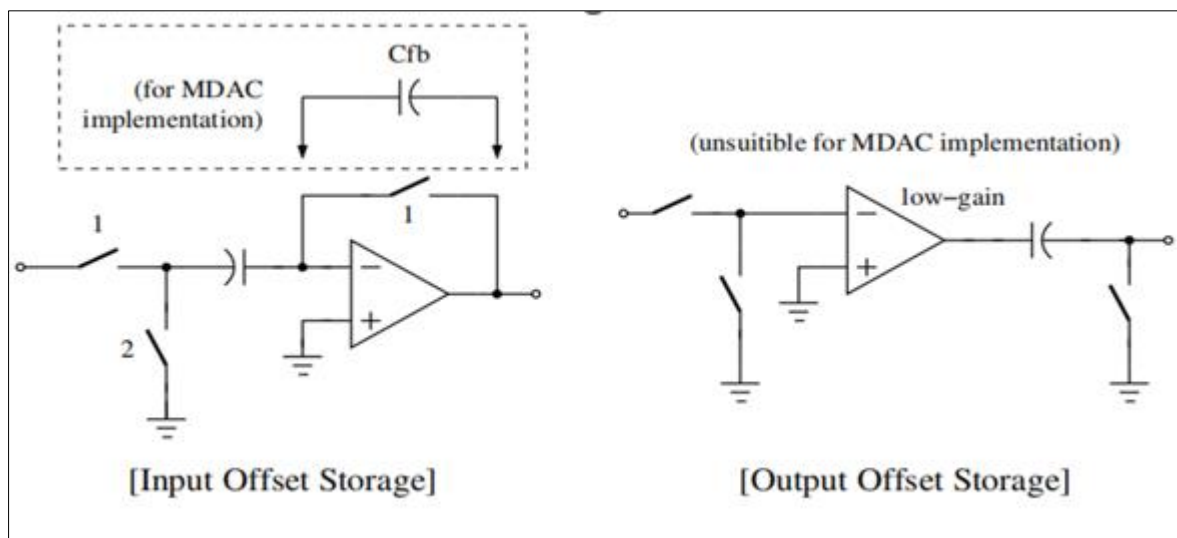 Cfb
(for MDAC
implementation)
1
1
2
−
+
[Input Offset Storage]
(unsuitible for MDAC implementation)
low−gain
−
+
[Output Offset Storage]